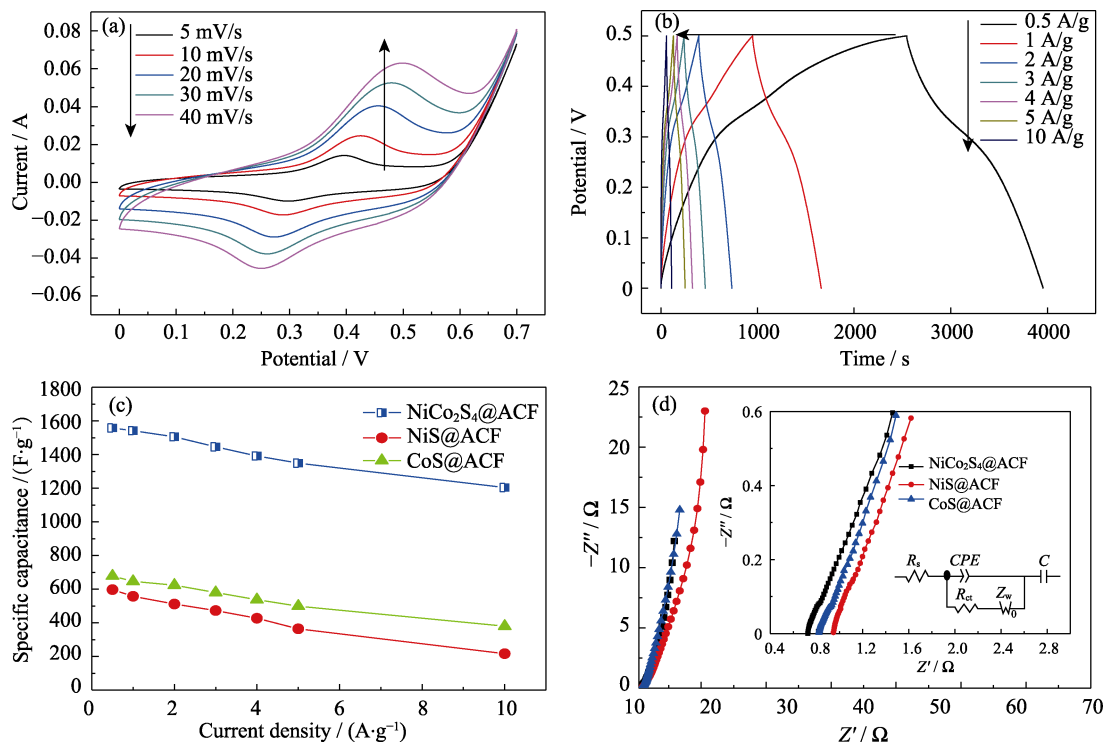 (a)
5 mV/s
10 mV/s
20 mV/s
30 mV/s
40 mV/s
0.08
0.06
0.04
0.02
0.00
−0.02
−0.04
−0.06
Current / A
0 0.1 0.2 0.3 0.4 0.5 0.6 0.7
Potential / V
(b)
0.5 A/g
1 A/g
2 A/g
3 A/g
4 A/g
5 A/g
10 A/g
0.5
0.4
0.3
0.2
0.1
0
Potential / V
0 1000 2000 3000 4000
Time / s
(c)
NiCo₂S₄@ACF
NiS@ACF
CoS@ACF
1800
1600
1400
1200
1000
800
600
400
200
0
Specific capacitance / (F·g⁻¹)
0 2 4 6 8 10
Current density / (A·g⁻¹)
(d)
25
20
15
10
5
0
−Z″ / Ω
10 20 30 40 50 60 70
Z′ / Ω
0.6
0.4
0.2
0
−Z″ / Ω
NiCo₂S₄@ACF
NiS@ACF
CoS@ACF
Rs CPE C
Rct Zw
0
0 0.8 1.2 1.6 2.0 2.4 2.8
Z′ / Ω